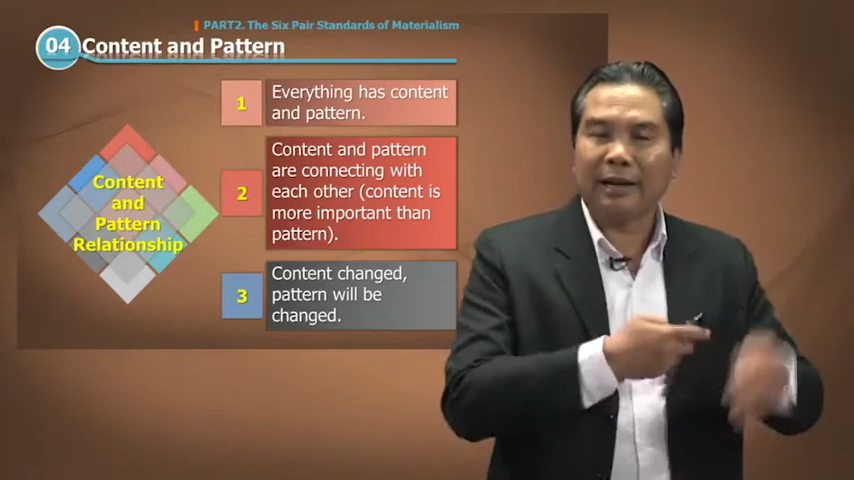 PART2. The Six Pair Standards of Materialism
04 Content and Pattern
Content
and
Pattern
Relationship
1
Everything has content
and pattern.
2
Content and pattern
are connecting with
each other (content is
more important than
pattern).
3
Content changed,
pattern will be
changed.